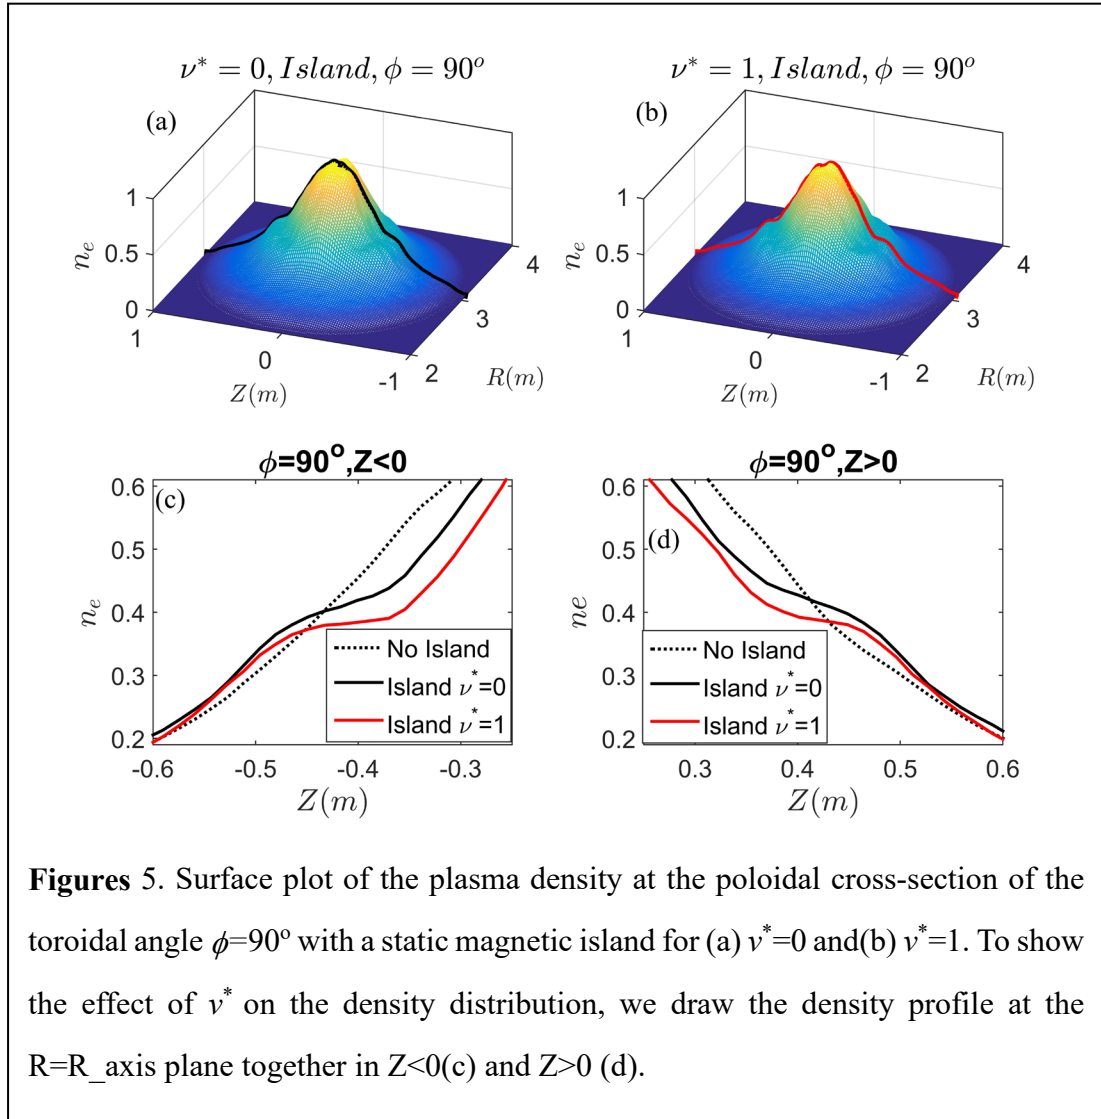 ν* = 0, Island, ϕ = 90°
ν* = 1, Island, ϕ = 90°
(a)
(b)
1
0.5
0
n_e
1
0
-1
Z(m)
2
3
4
R(m)
1
0.5
0
n_e
1
0
-1
Z(m)
2
3
4
R(m)
ϕ=90°,Z<0
ϕ=90°,Z>0
(c)
0.6
0.5
0.4
0.3
0.2
n_e
No Island
Island ν*=0
Island ν*=1
-0.6
-0.5
-0.4
-0.3
Z(m)
(d)
0.6
0.5
0.4
0.3
0.2
ne
No Island
Island ν*=0
Island ν*=1
0.3
0.4
0.5
0.6
Z(m)
Figures 5. Surface plot of the plasma density at the poloidal cross-section of the
toroidal angle ϕ=90° with a static magnetic island for (a) v*=0 and(b) v*=1. To show
the effect of v* on the density distribution, we draw the density profile at the
R=R_axis plane together in Z<0(c) and Z>0 (d).